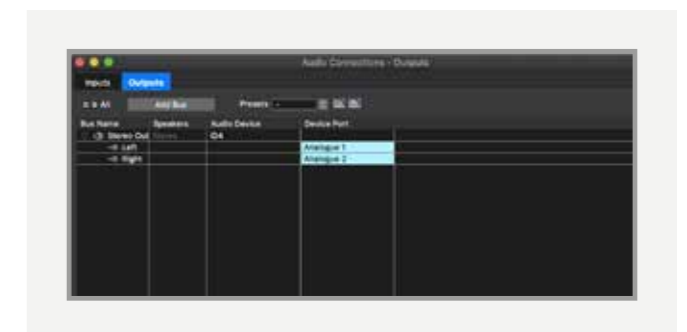 Audio Connections - Outputs
Inputs Outputs
All Add Bus Presets -
Bus Name Speakers Audio Device Device Port
Stereo Out Stereo
Left Analogue 1
Right Analogue 2